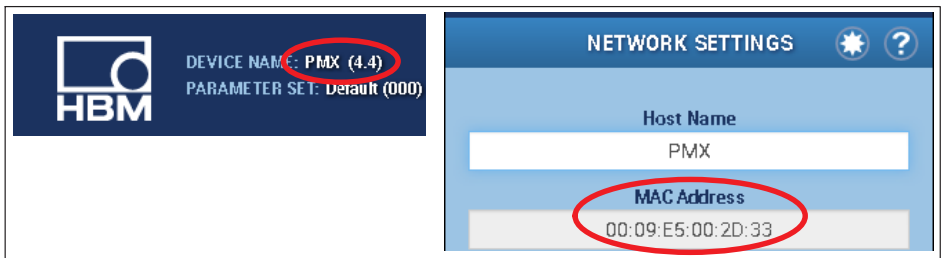 HBM
DEVICE NAME: PMX (4.4)
PARAMETER SET: Default (000)
NETWORK SETTINGS ?
Host Name
PMX
MAC Address
00:09:E5:00:2D:33